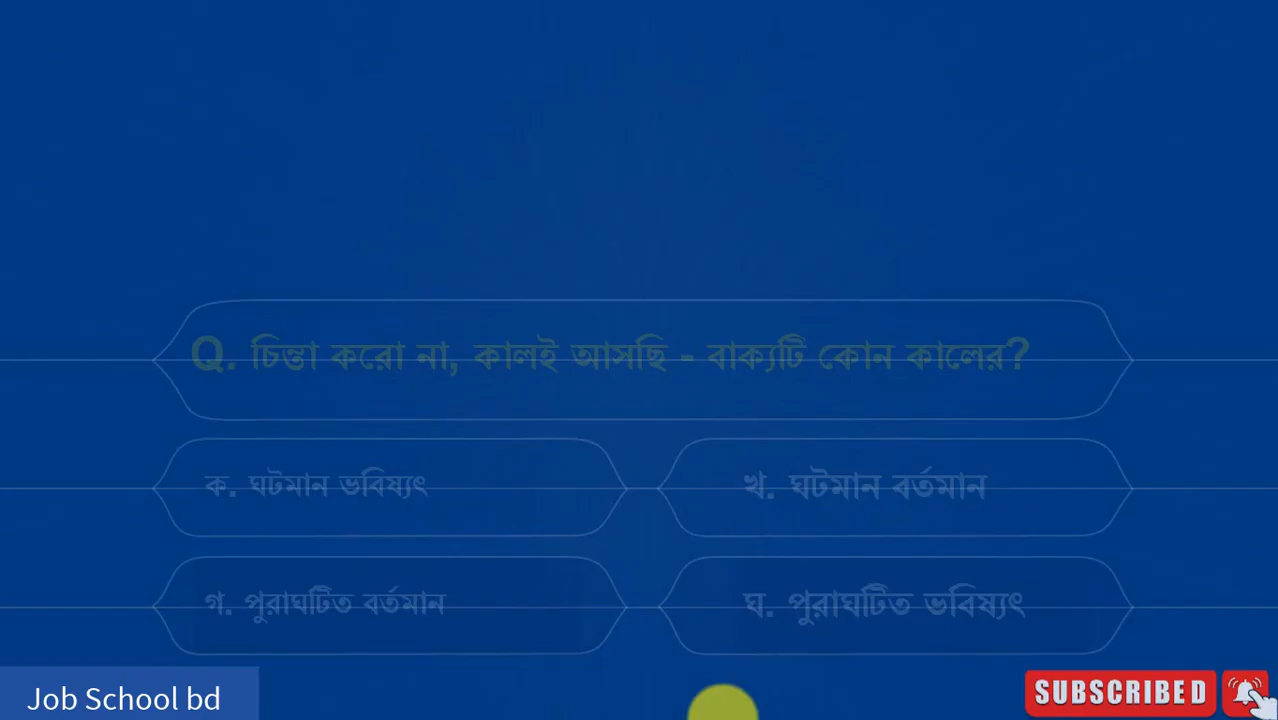 Q. চিন্তা করো না, কালই আসছি - বাক্যটি কোন কালের?
ক. ঘটমান ভবিষ্যৎ
খ. ঘটমান বর্তমান
গ. পুরাঘটিত বর্তমান
ঘ. পুরাঘটিত ভবিষ্যৎ
Job School bd
SUBSCRIBED